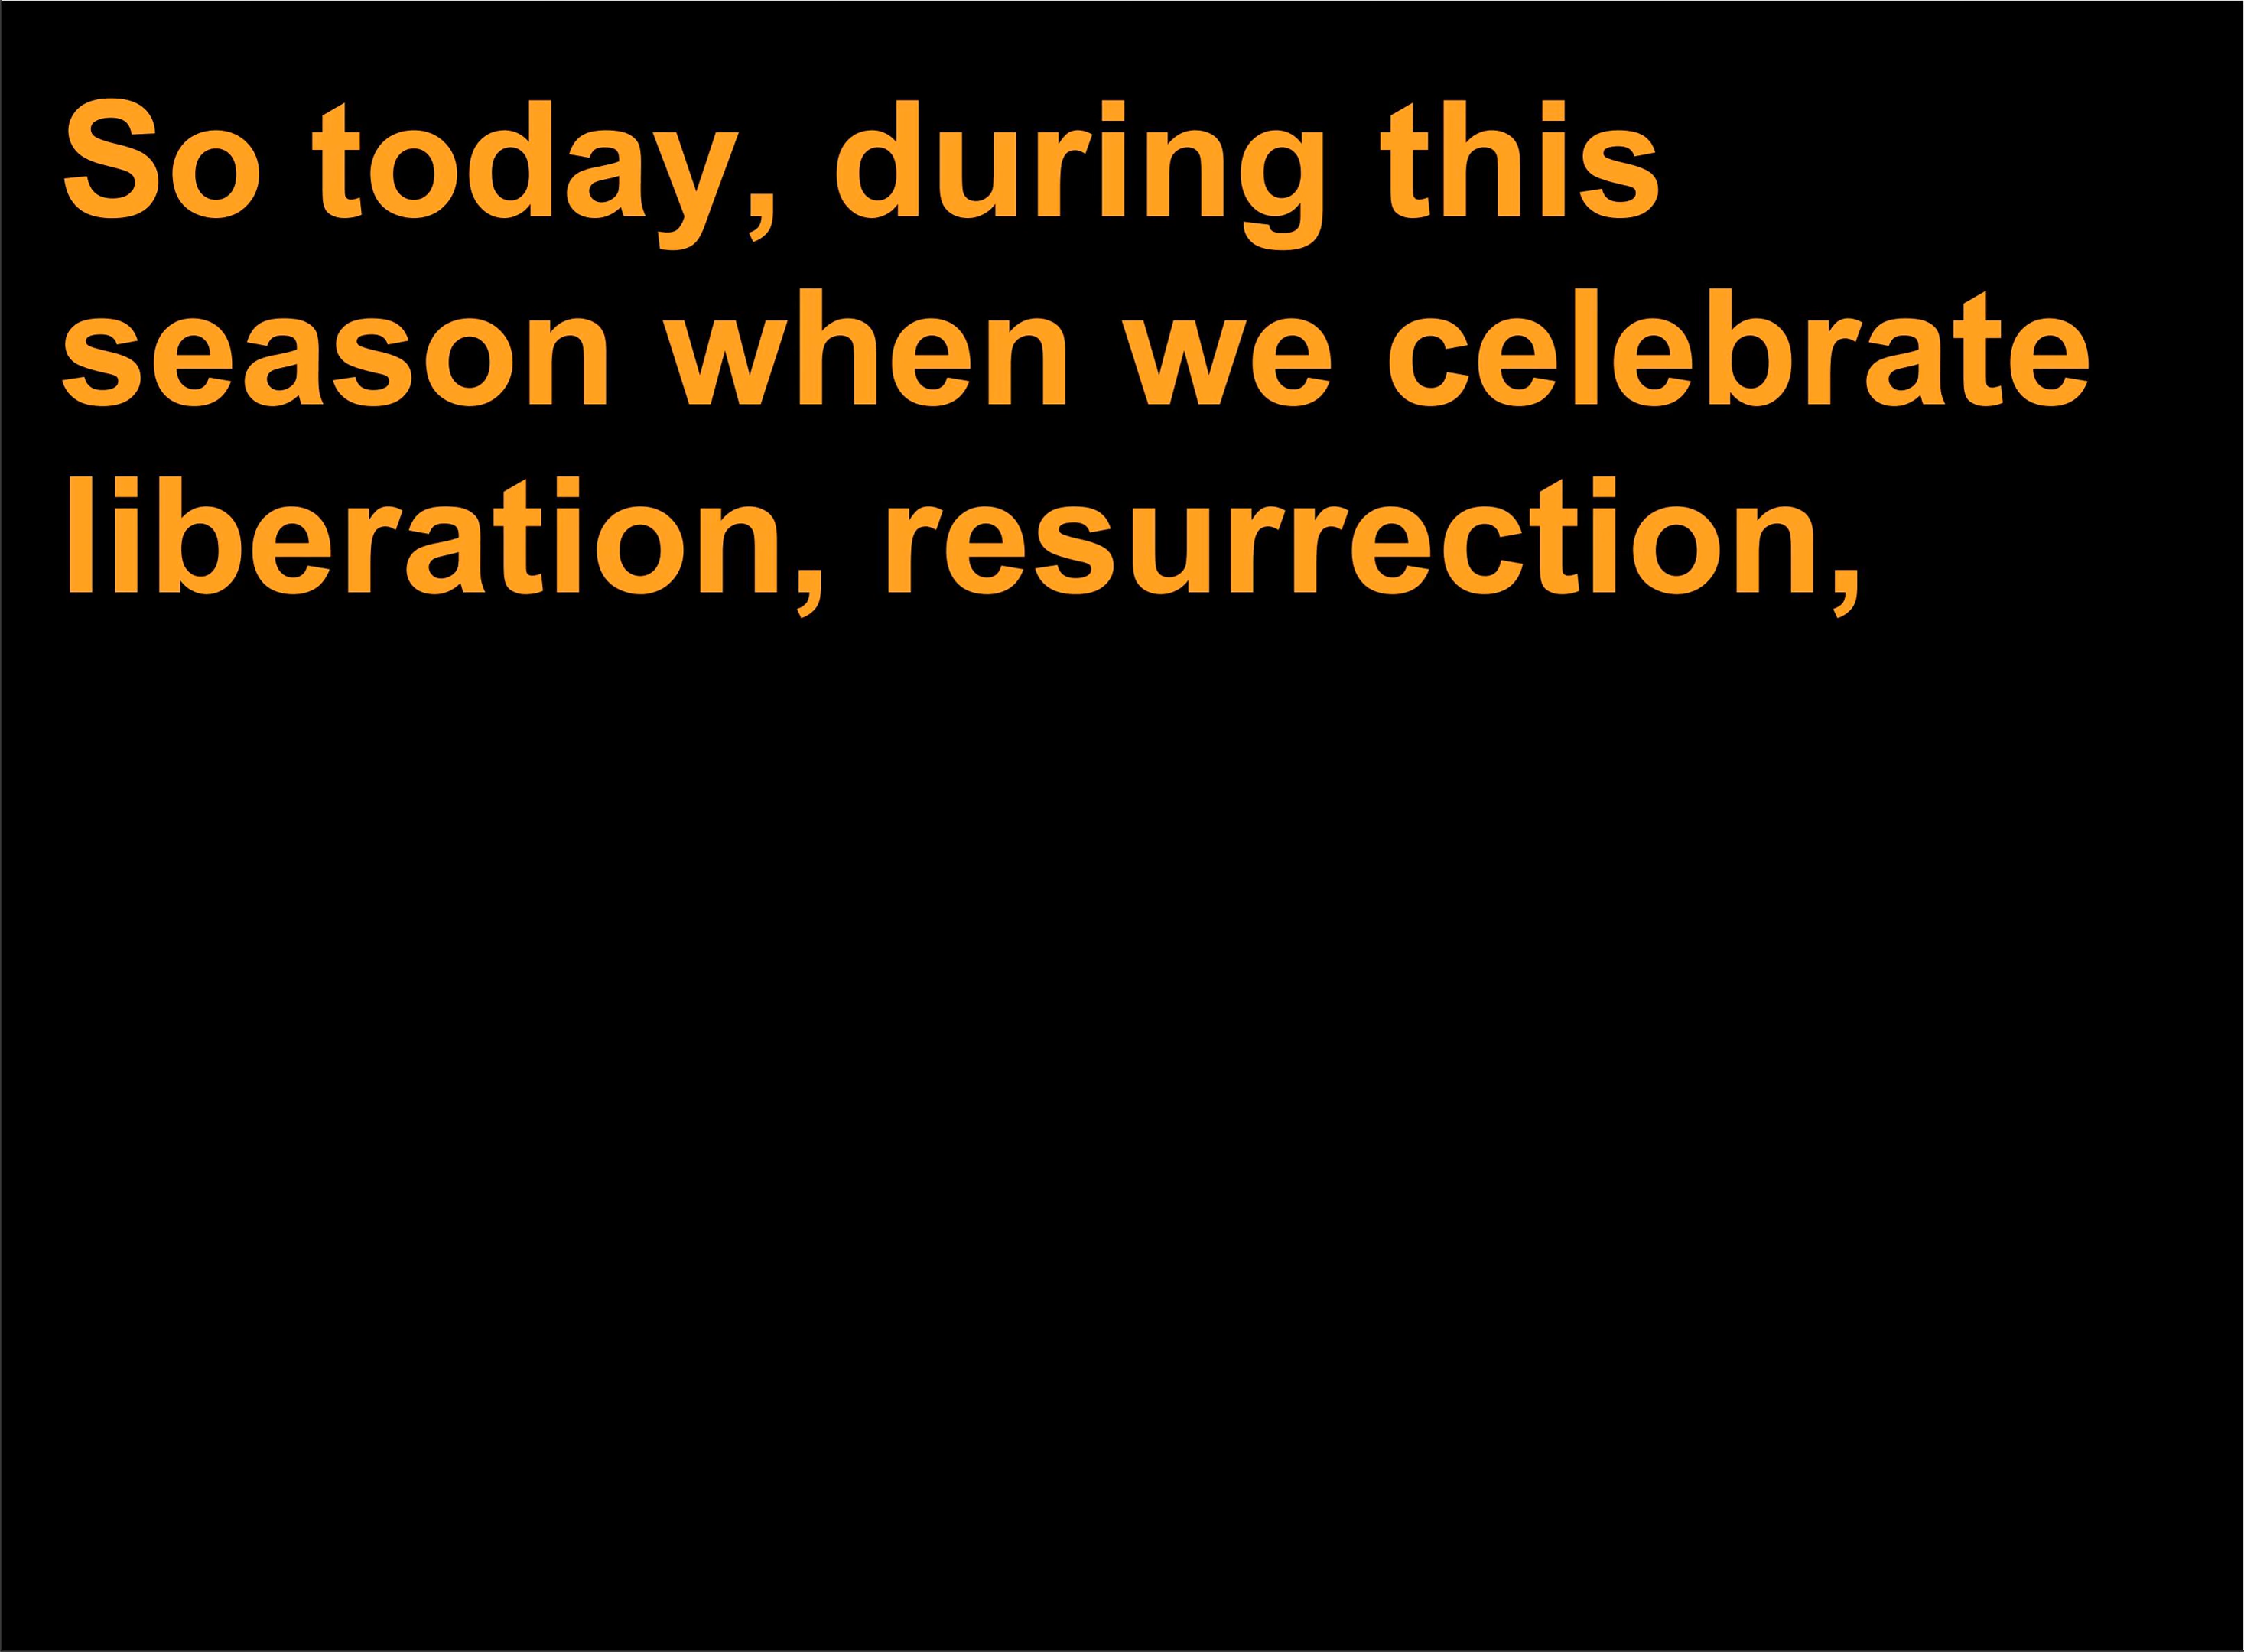 So today, during this
season when we celebrate
liberation, resurrection,